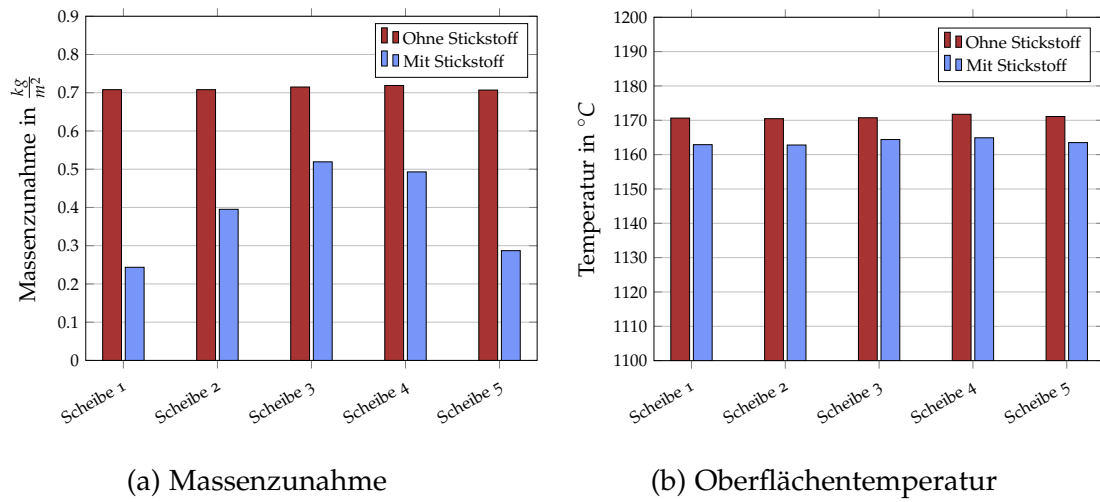 0.9
0.8
0.7
0.6
0.5
0.4
0.3
0.2
0.1
0
Massenzunahme in kg/m²
Ohne Stickstoff
Mit Stickstoff
Scheibe 1
Scheibe 2
Scheibe 3
Scheibe 4
Scheibe 5
(a) Massenzunahme
1200
1190
1180
1170
1160
1150
1140
1130
1120
1110
1100
Temperatur in °C
Ohne Stickstoff
Mit Stickstoff
Scheibe 1
Scheibe 2
Scheibe 3
Scheibe 4
Scheibe 5
(b) Oberflächentemperatur